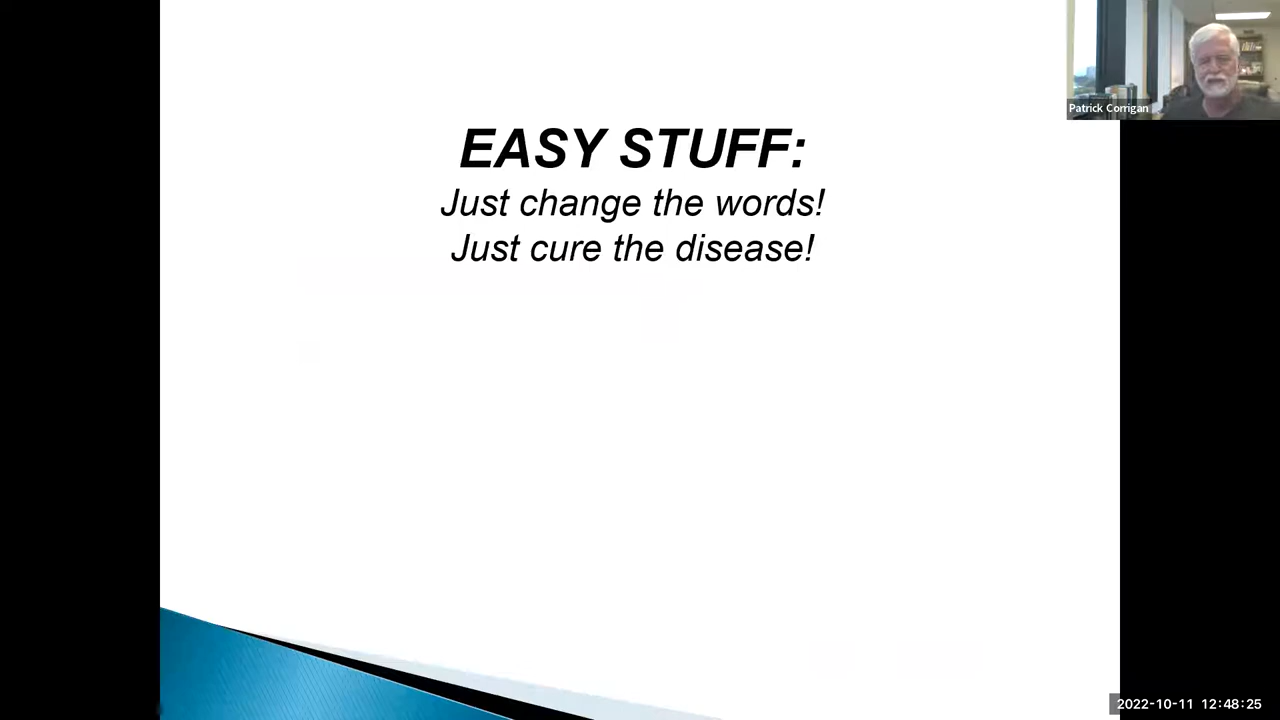 EASY STUFF:
Just change the words!
Just cure the disease!
Patrick Corrigan
2022-10-11 12:48:25